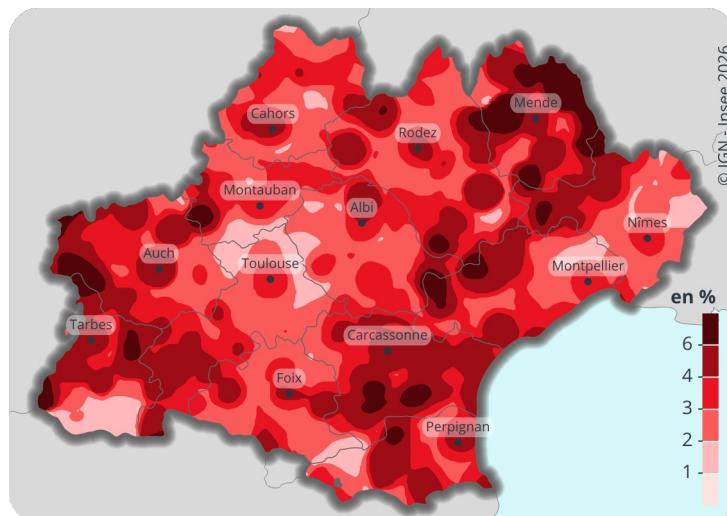 © IGN - Insee 2026
Mende
Cahors
Rodez
Montauban
Albi
Nîmes
Auch
Toulouse
Montpellier
en %
Tarbes
Carcassonne
6
4
Foix
3
Perpignan
2
1